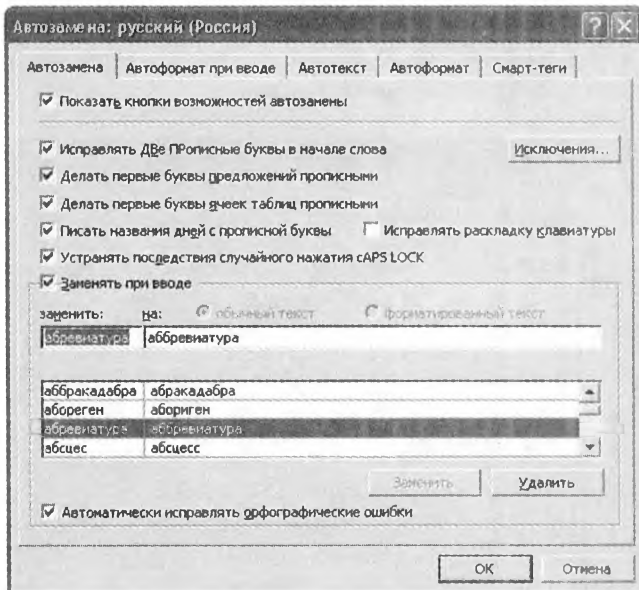 Автозамена: русский (Россия)
Автозамена Автоформат при вводе Автотекст Автоформат Смарт-теги
Показать кнопки возможностей автозамены
Исправлять ДВе ПРописные буквы в начале слова Исключения...
Делать первые буквы предложений прописными
Делать первые буквы ячеек таблиц прописными
Писать названия дней с прописной буквы Исправлять раскладку клавиатуры
Устранять последствия случайного нажатия cAPS LOCK
Заменять при вводе
заменить: на: обычный текст форматированный текст
абревиатура аббревиатура
аббракадабра абракадабра
абореген абориген
абревиатура аббревиатура
абсцес абсцесс
Заменить Удалить
Автоматически исправлять орфографические ошибки
ОК Отмена